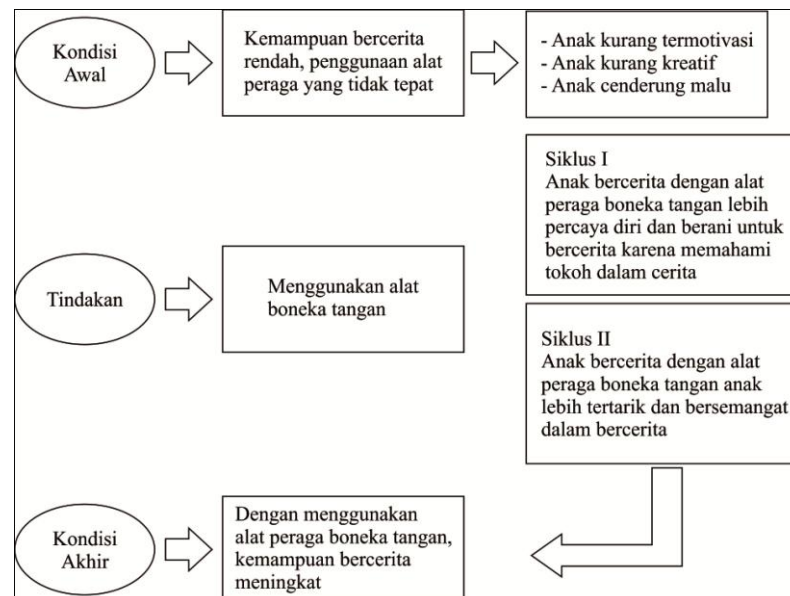 Kondisi
Awal
Kemampuan bercerita
rendah, penggunaan alat
peraga yang tidak tepat
- Anak kurang termotivasi
- Anak kurang kreatif
- Anak cenderung malu
Siklus I
Anak bercerita dengan alat
peraga boneka tangan lebih
percaya diri dan berani untuk
bercerita karena memahami
tokoh dalam cerita
Tindakan
Menggunakan alat
boneka tangan
Siklus II
Anak bercerita dengan alat
peraga boneka tangan anak
lebih tertarik dan bersemangat
dalam bercerita
Kondisi
Akhir
Dengan menggunakan
alat peraga boneka tangan,
kemampuan bercerita
meningkat